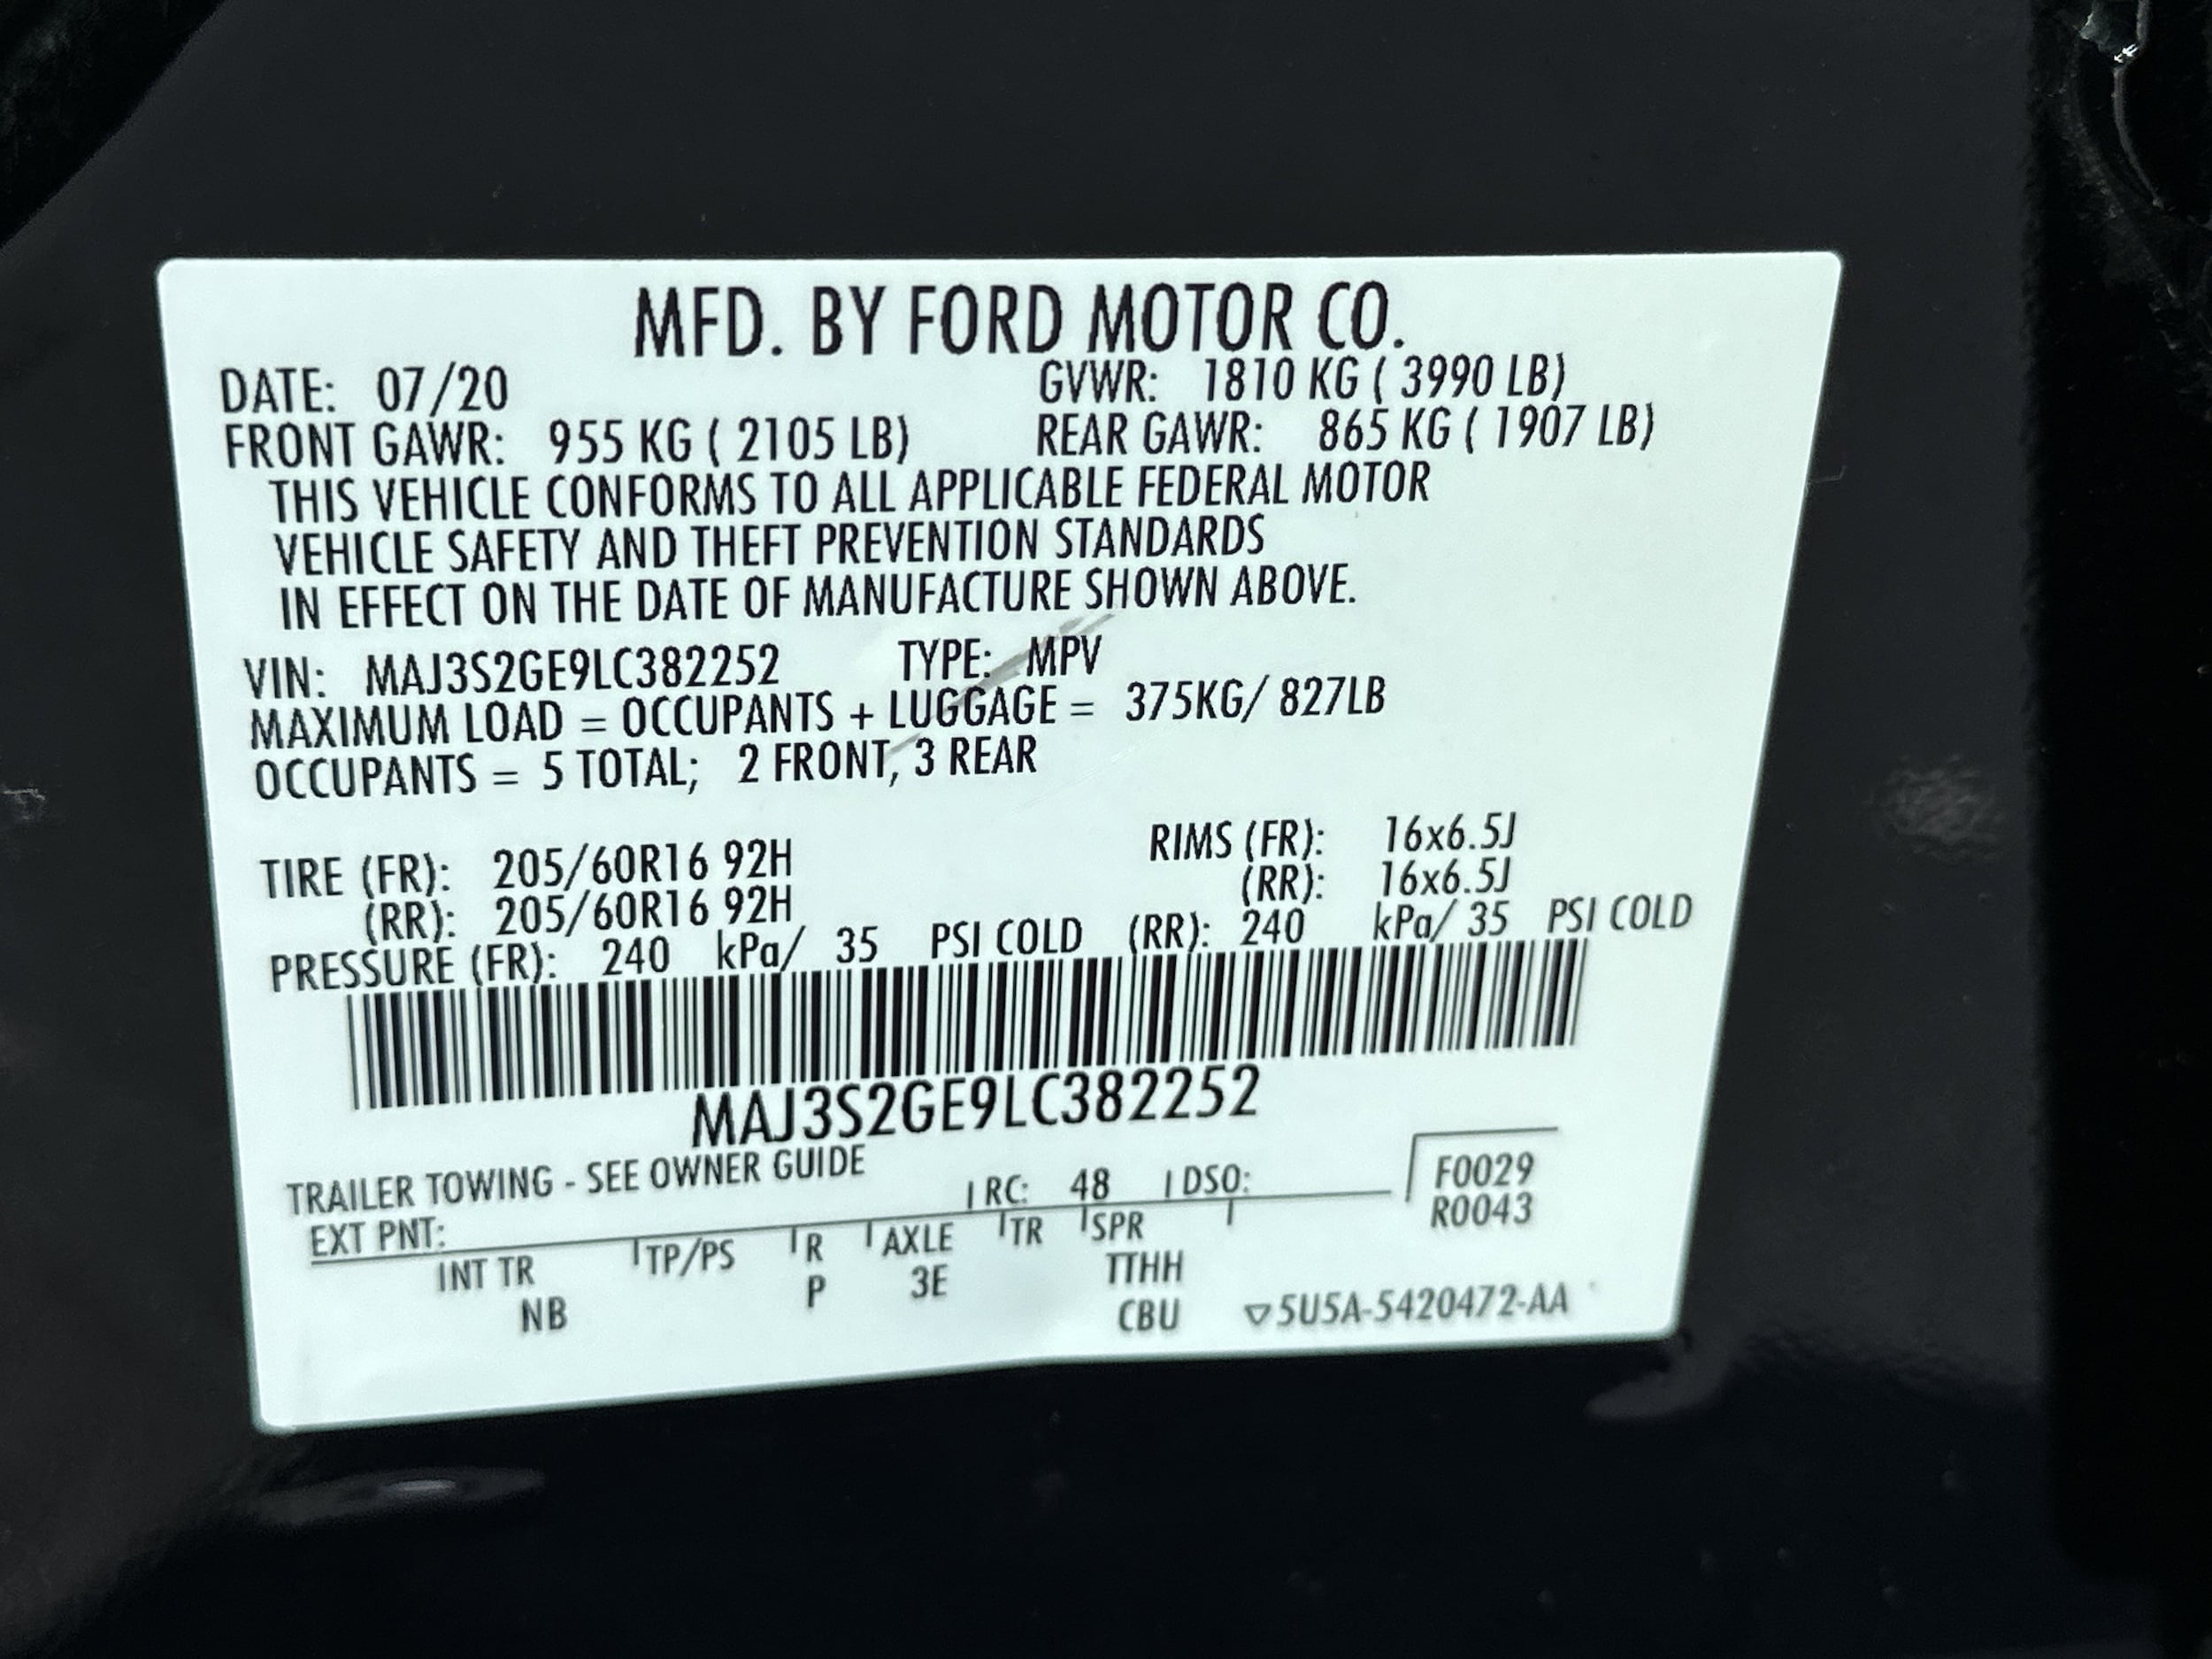 MFD. BY FORD MOTOR CO.
DATE: 07/20 GVWR: 1810 KG ( 3990 LB)
FRONT GAWR: 955 KG ( 2105 LB) REAR GAWR: 865 KG ( 1907 LB)
THIS VEHICLE CONFORMS TO ALL APPLICABLE FEDERAL MOTOR
VEHICLE SAFETY AND THEFT PREVENTION STANDARDS
IN EFFECT ON THE DATE OF MANUFACTURE SHOWN ABOVE.
VIN: MAJ3S2GE9LC382252 TYPE: MPV
MAXIMUM LOAD = OCCUPANTS + LUGGAGE = 375KG/ 827LB
OCCUPANTS = 5 TOTAL; 2 FRONT, 3 REAR
TIRE (FR): 205/60R16 92H RIMS (FR): 16x6.5J
(RR): 205/60R16 92H (RR): 16x6.5J
PRESSURE (FR): 240 kPa/ 35 PSI COLD (RR): 240 kPa/ 35 PSI COLD
MAJ3S2GE9LC382252
TRAILER TOWING - SEE OWNER GUIDE
EXT PNT: RC: 48 DSO: F0029
R0043
INT TR TP/PS R AXLE TR SPR
NB P 3E TTHH
CBU ▽5U5A-5420472-AA